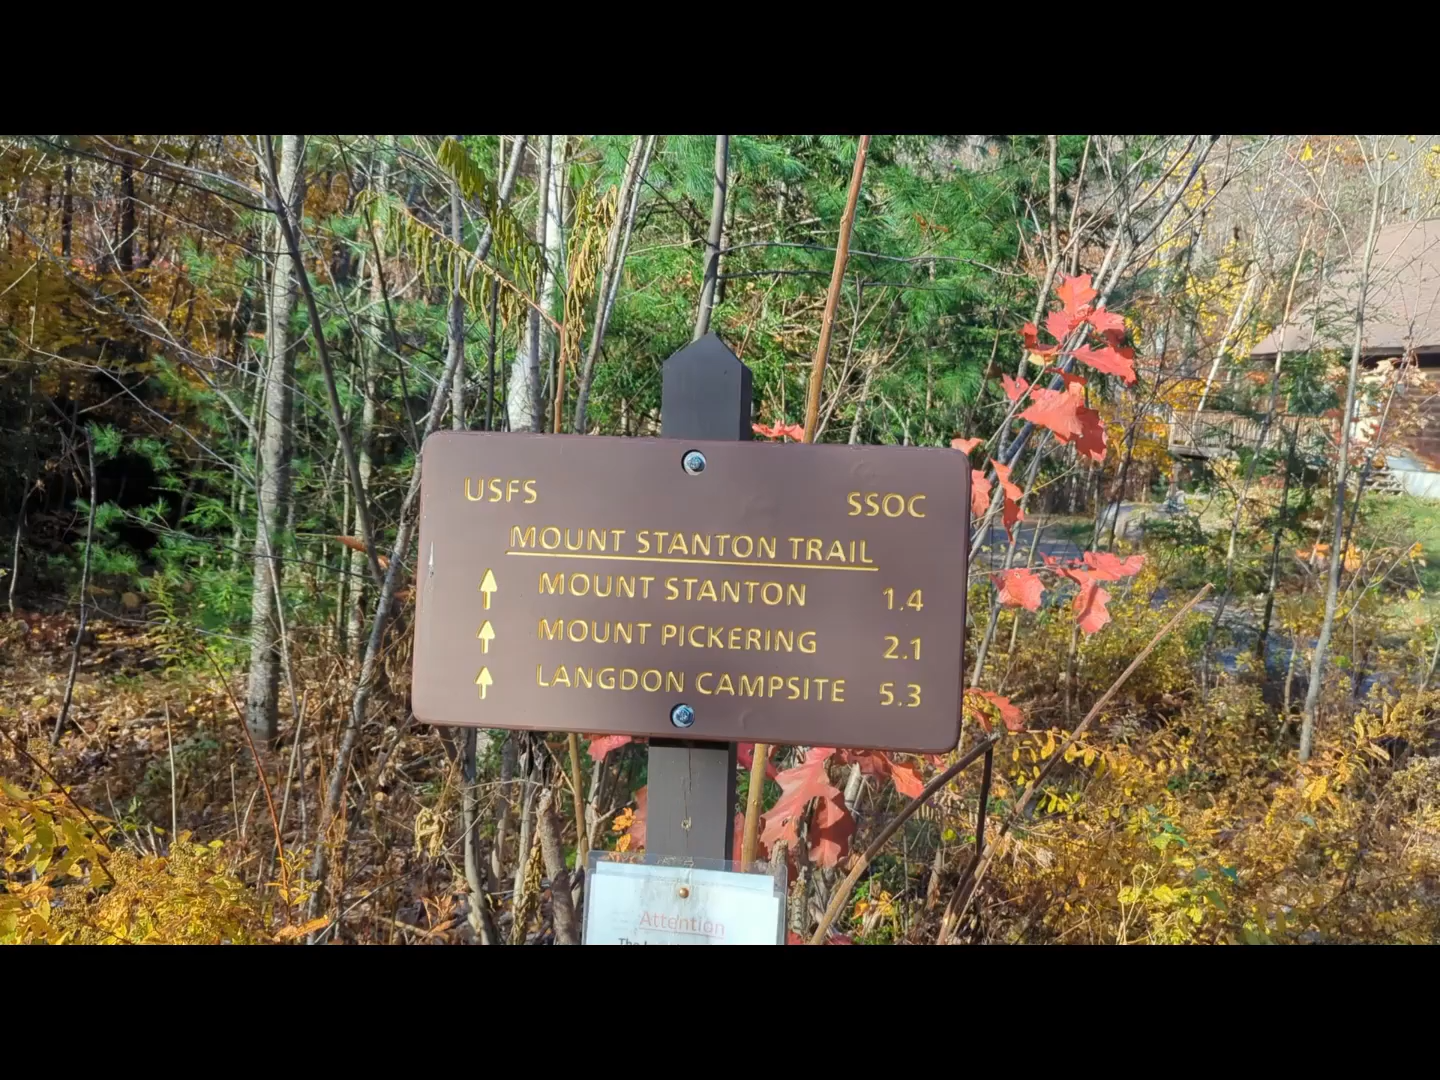 USFS SSOC
MOUNT STANTON TRAIL
MOUNT STANTON 1.4
MOUNT PICKERING 2.1
LANGDON CAMPSITE 5.3
Attention